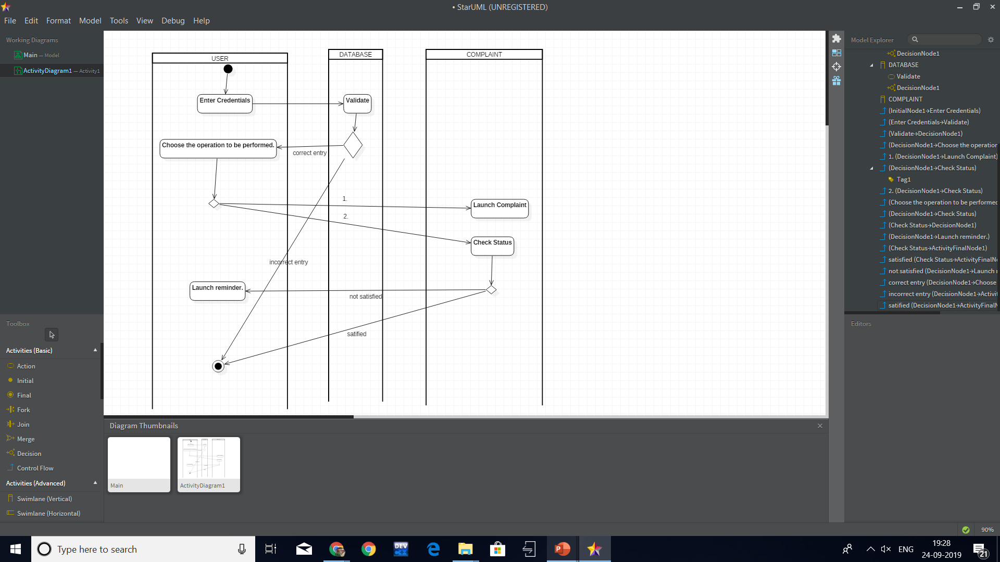 • StarUML (UNREGISTERED)
File Edit Format Model Tools View Debug Help
Working Diagrams
Main — Model
ActivityDiagram1 — Activity1
Toolbox
Activities (Basic)
Action
Initial
Final
Fork
Join
Merge
Decision
Control Flow
Activities (Advanced)
Swimlane (Vertical)
Swimlane (Horizontal)
USER
DATABASE
COMPLAINT
Enter Credentials
Validate
Choose the operation to be performed.
correct entry
1.
Launch Complaint
2.
Check Status
incorrect entry
Launch reminder.
not satisfied
satified
Diagram Thumbnails
Main
ActivityDiagram1
Model Explorer
DecisionNode1
DATABASE
Validate
DecisionNode1
COMPLAINT
(InitialNode1→Enter Credentials)
(Enter Credentials→Validate)
(Validate→DecisionNode1)
(DecisionNode1→Choose the operation
1. (DecisionNode1→Launch Complaint)
(DecisionNode1→Check Status)
Tag1
2. (DecisionNode1→Check Status)
(Choose the operation to be performed
(DecisionNode1→Check Status)
(Check Status→DecisionNode1)
(DecisionNode1→Launch reminder.)
(Check Status→ActivityFinalNode1)
satisfied (Check Status→ActivityFinalN
not satisfied (DecisionNode1→Launch
correct entry (DecisionNode1→Choose
incorrect entry (DecisionNode1→Activi
satified (DecisionNode1→ActivityFinalN
Editors
90%
Type here to search
DEV
P
ENG
19:28
24-09-2019
21